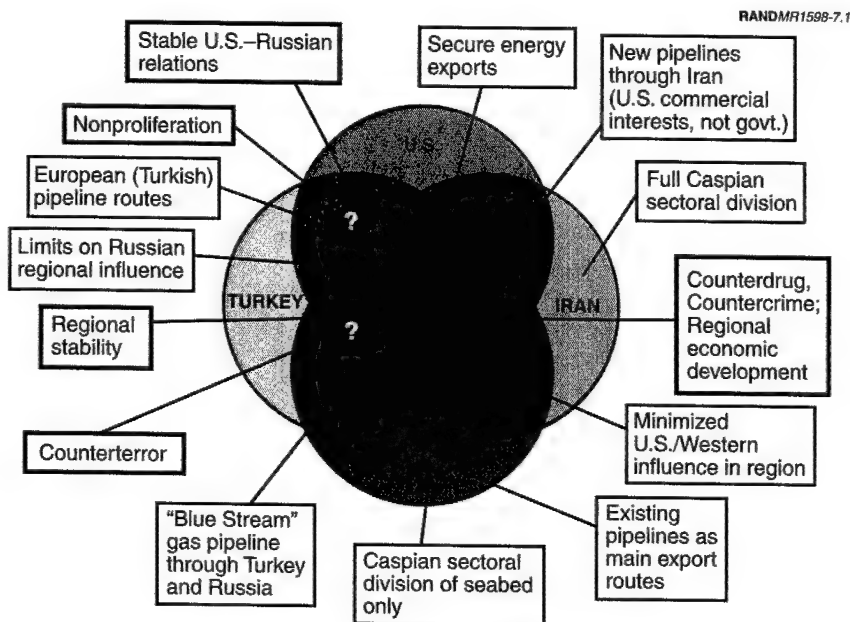 RANDMR1598-7.1
Stable U.S.–Russian
relations
Secure energy
exports
New pipelines
through Iran
(U.S. commercial
interests, not govt.)
Nonproliferation
U.S.
European (Turkish)
pipeline routes
?
Full Caspian
sectoral division
Limits on Russian
regional influence
TURKEY
IRAN
Counterdrug,
Countercrime;
Regional
economic
development
Regional
stability
?
Minimized
U.S./Western
influence in region
Counterterror
"Blue Stream"
gas pipeline
through Turkey
and Russia
Caspian sectoral
division of seabed
only
Existing
pipelines as
main export
routes